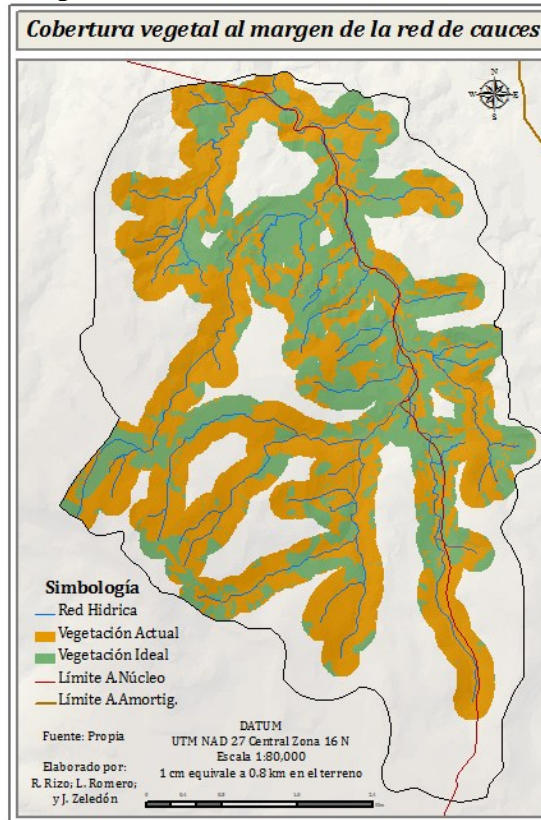 Cobertura vegetal al margen de la red de cauces
N
W E
S
Simbología
Red Hidrica
Vegetación Actual
Vegetación Ideal
Límite A.Núcleo
Límite A.Amortig.
Fuente: Propia
Elaborado por:
R. Rizo; L. Romero;
y J. Zeledón
DATUM
UTM NAD 27 Central Zona 16 N
Escala 1:80,000
1 cm equivale a 0.8 km en el terreno